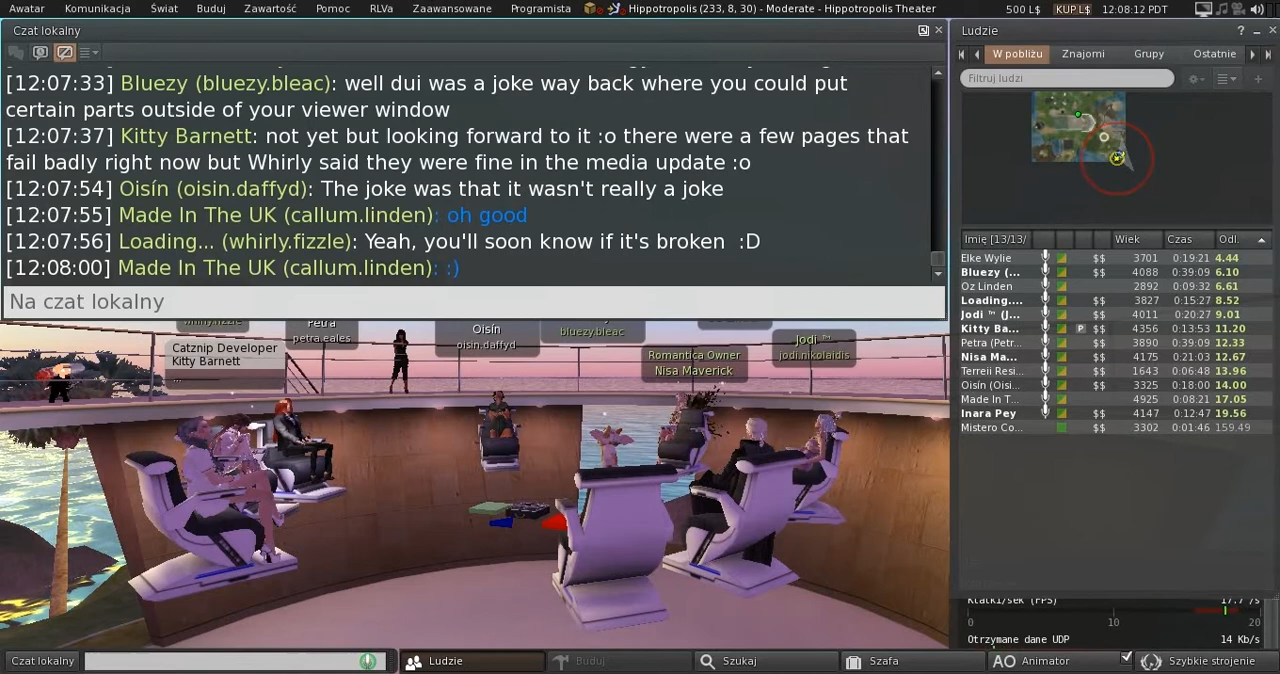 Awatar Komunikacja Świat Buduj Zawartość Pomoc RLVa Zaawansowane Programista Hippotropolis (233, 8, 30) - Moderate - Hippotropolis Theater 500 L$ KUP L$ 12:08:12 PDT
Czat lokalny
[12:07:33] Bluezy (bluezy.bleac): well dui was a joke way back where you could put
certain parts outside of your viewer window
[12:07:37] Kitty Barnett: not yet but looking forward to it :o there were a few pages that
fail badly right now but Whirly said they were fine in the media update :o
[12:07:54] Oisín (oisin.daffyd): The joke was that it wasn't really a joke
[12:07:55] Made In The UK (callum.linden): oh good
[12:07:56] Loading... (whirly.fizzle): Yeah, you'll soon know if it's broken :D
[12:08:00] Made In The UK (callum.linden): :)
Na czat lokalny
whirly.fizzle
Petra
petra.eales
Oisín
oisin.daffyd
bluezy.bleac
Jodi ™
jodi.nikolaidis
Catznip Developer
Kitty Barnett
...
Romantica Owner
Nisa Maverick
Ludzie ? _ ×
W pobliżu Znajomi Grupy Ostatnie
Filtruj ludzi
Imię [13/13/ Wiek Czas Odl.
Elke Wylie $$ 3701 0:19:21 4.44
Bluezy (... $$ 4088 0:39:09 6.10
Oz Linden 2892 0:09:32 6.61
Loading.... $$ 3827 0:15:27 8.52
Jodi ™ (J... $$ 4011 0:20:27 9.01
Kitty Ba... P $$ 4356 0:13:53 11.20
Petra (Petr... $$ 3890 0:39:09 12.33
Nisa Ma... $$ 4175 0:21:03 12.67
Terreii Resi... $$ 1643 0:06:48 13.96
Oisín (Oisi... $$ 3325 0:18:00 14.00
Made In T... 4925 0:08:21 17.05
Inara Pey $$ 4147 0:12:47 19.56
Mistero Co... $$ 3302 0:01:46 159.49
Klatki/sek (FPS) 17.7 /s
0 10 20
Otrzymane dane UDP 14 Kb/s
Czat lokalny Ludzie Buduj Szukaj Szafa AO Animator Szybkie strojenie